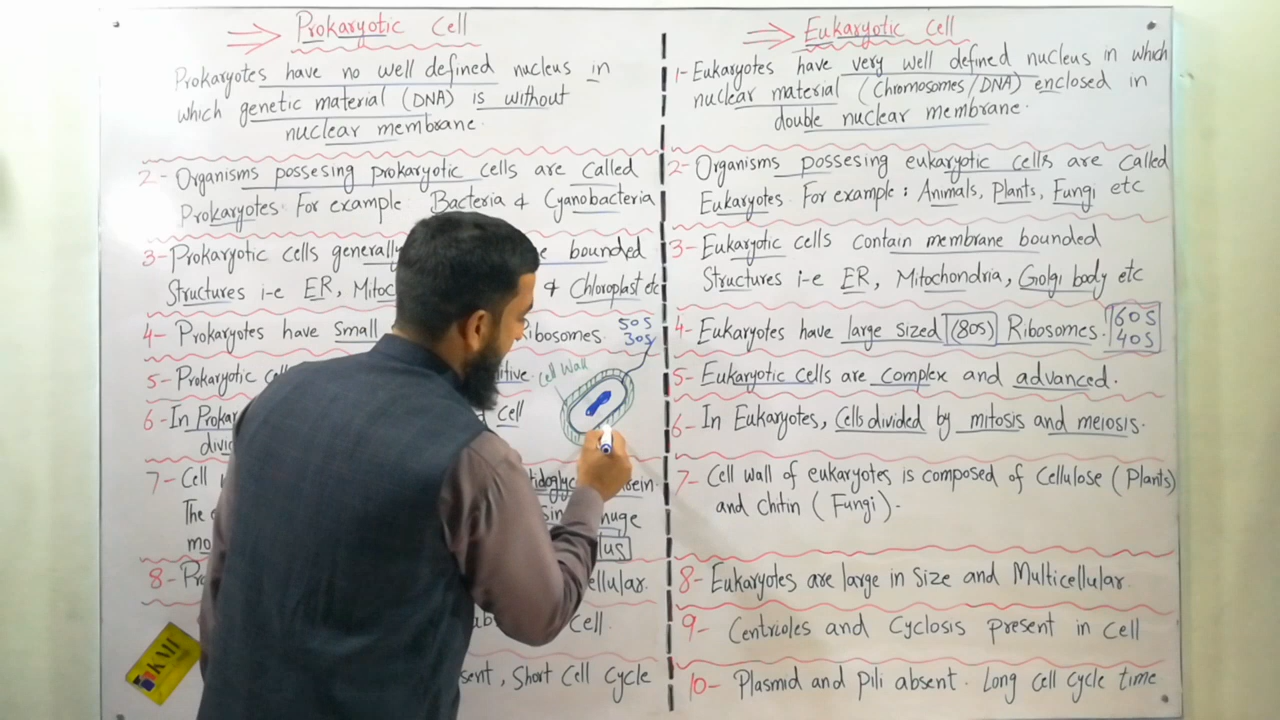 Prokaryotic Cell
Prokaryotes have no well defined nucleus in
which genetic material (DNA) is without
nuclear membrane.
2- Organisms possesing prokaryotic cells are called
Prokaryotes. For example: Bacteria & Cyanobacteria
3- Prokaryotic cells generally bounded
Structures i-e ER, & Chloroplast etc
4- Prokaryotes have Small Ribosomes. 50S
30S
Cell Wall
5- Prokaryotic
6- In cell
7- Cell
The huge
8-
Cell.
, Short Cell Cycle
Eukaryotic Cell
1- Eukaryotes have very well defined nucleus in which
nuclear material (Chromosomes/DNA) enclosed in
double nuclear membrane.
2- Organisms possesing eukaryotic cells are called
Eukaryotes. For example: Animals, Plants, Fungi etc
3- Eukaryotic cells contain membrane bounded
Structures i-e ER, Mitochondria, Golgi body etc
4- Eukaryotes have large sized (80S) Ribosomes. 60S
40S
5- Eukaryotic cells are complex and advanced.
6- In Eukaryotes, Cells divided by mitosis and meiosis.
7- Cell wall of eukaryotes is composed of Cellulose (Plants)
and chitin (Fungi).
8- Eukaryotes are large in Size and Multicellular.
9- Centrioles and Cyclosis present in Cell
10- Plasmid and Pili absent. Long cell cycle time